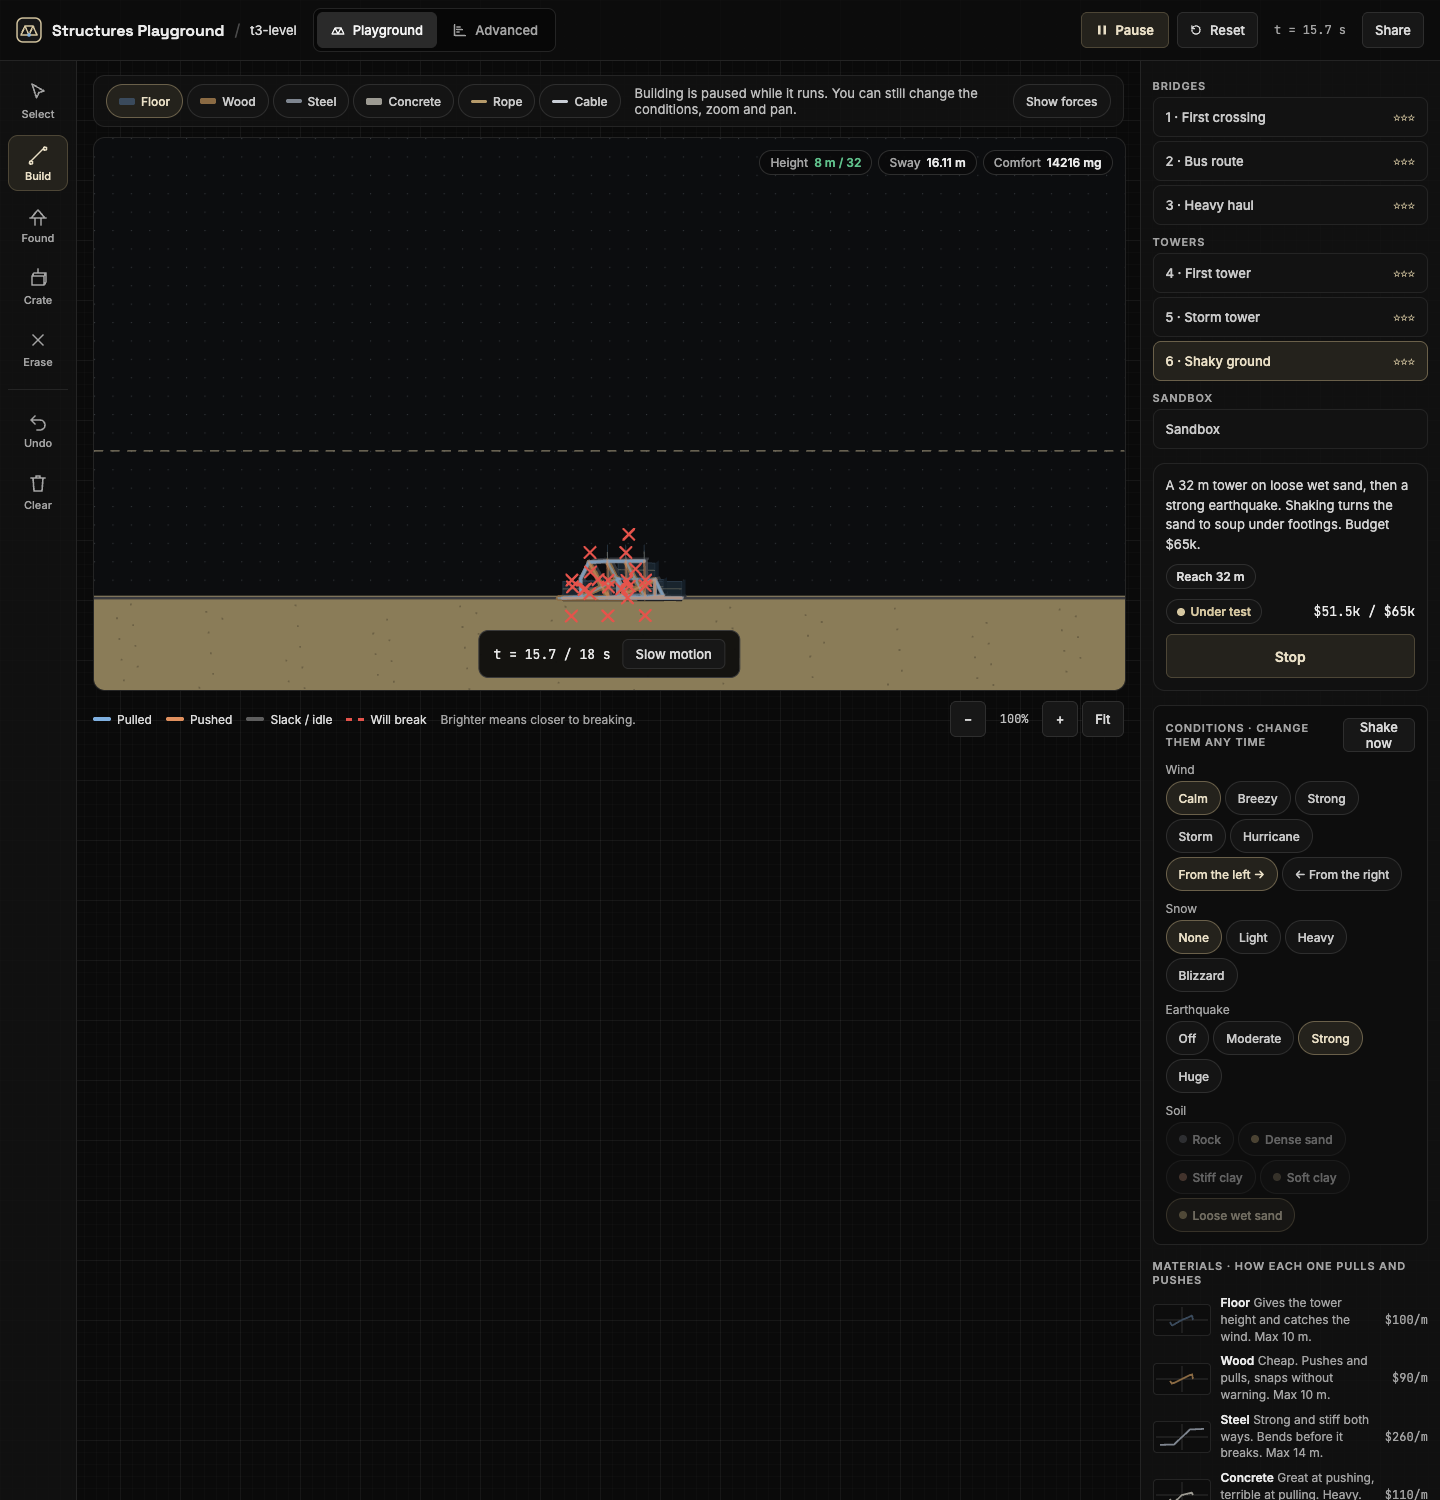 Structures Playground / t3-level
Playground
Advanced
Pause
Reset
t = 15.7 s
Share
Select
Build
Found
Crate
Erase
Undo
Clear
Floor
Wood
Steel
Concrete
Rope
Cable
Building is paused while it runs. You can still change the
conditions, zoom and pan.
Show forces
Height 8 m / 32
Sway 16.11 m
Comfort 14216 mg
t = 15.7 / 18 s
Slow motion
Pulled
Pushed
Slack / idle
Will break
Brighter means closer to breaking.
−
100%
+
Fit
BRIDGES
1 · First crossing ☆☆☆
2 · Bus route ☆☆☆
3 · Heavy haul ☆☆☆
TOWERS
4 · First tower ☆☆☆
5 · Storm tower ☆☆☆
6 · Shaky ground ☆☆☆
SANDBOX
Sandbox
A 32 m tower on loose wet sand, then a
strong earthquake. Shaking turns the
sand to soup under footings. Budget
$65k.
Reach 32 m
Under test
$51.5k / $65k
Stop
CONDITIONS · CHANGE
THEM ANY TIME
Shake
now
Wind
Calm
Breezy
Strong
Storm
Hurricane
From the left →
← From the right
Snow
None
Light
Heavy
Blizzard
Earthquake
Off
Moderate
Strong
Huge
Soil
Rock
Dense sand
Stiff clay
Soft clay
Loose wet sand
MATERIALS · HOW EACH ONE PULLS AND
PUSHES
Floor Gives the tower
height and catches the
wind. Max 10 m.
$100/m
Wood Cheap. Pushes and
pulls, snaps without
warning. Max 10 m.
$90/m
Steel Strong and stiff both
ways. Bends before it
breaks. Max 14 m.
$260/m
Concrete Great at pushing,
terrible at pulling. Heavy.
$110/m